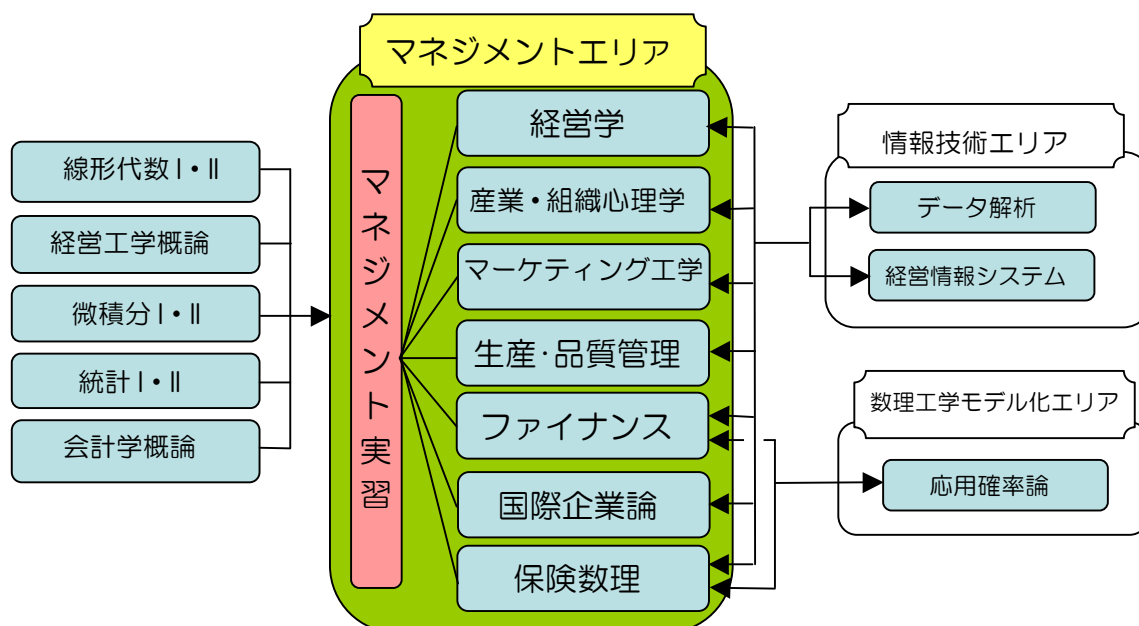 マネジメントエリア
線形代数Ⅰ・Ⅱ
経営工学概論
微積分Ⅰ・Ⅱ
統計Ⅰ・Ⅱ
会計学概論
マネジメント実習
経営学
産業・組織心理学
マーケティング工学
生産・品質管理
ファイナンス
国際企業論
保険数理
情報技術エリア
データ解析
経営情報システム
数理工学モデル化エリア
応用確率論